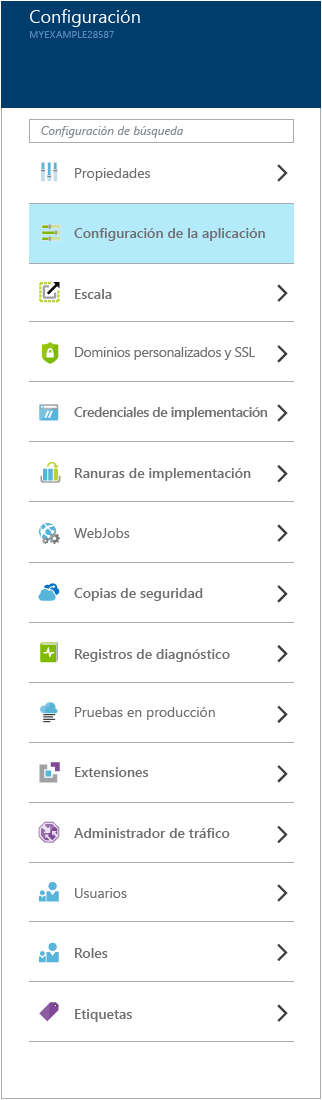 Configuración
MYEXAMPLE28587
Configuración de búsqueda
Propiedades
Configuración de la aplicación
Escala
Dominios personalizados y SSL
Credenciales de implementación
Ranuras de implementación
WebJobs
Copias de seguridad
Registros de diagnóstico
Pruebas en producción
Extensiones
Administrador de tráfico
Usuarios
Roles
Etiquetas